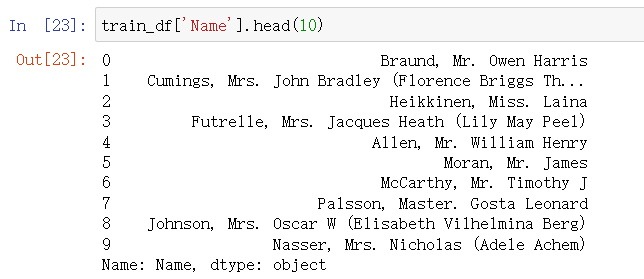 In [23]: train_df['Name'].head(10)
Out[23]: 0 Braund, Mr. Owen Harris
1 Cumings, Mrs. John Bradley (Florence Briggs Th...
2 Heikkinen, Miss. Laina
3 Futrelle, Mrs. Jacques Heath (Lily May Peel)
4 Allen, Mr. William Henry
5 Moran, Mr. James
6 McCarthy, Mr. Timothy J
7 Palsson, Master. Gosta Leonard
8 Johnson, Mrs. Oscar W (Elisabeth Vilhelmina Berg)
9 Nasser, Mrs. Nicholas (Adele Achem)
Name: Name, dtype: object